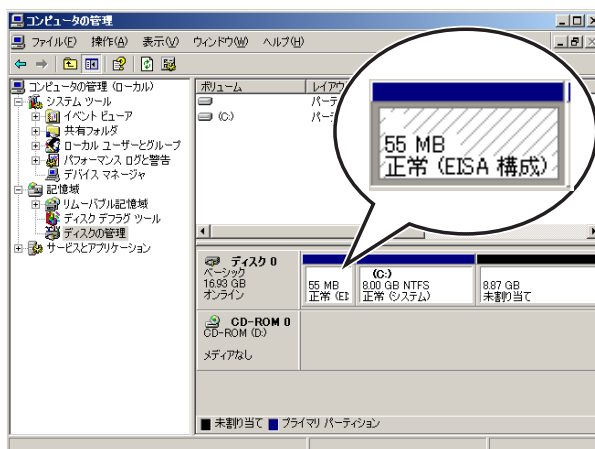 コンピュータの管理
ファイル(F) 操作(A) 表示(V) ウィンドウ(W) ヘルプ(H)
コンピュータの管理 (ローカル)
システム ツール
イベント ビューア
共有フォルダ
ローカル ユーザーとグループ
パフォーマンス ログと警告
デバイス マネージャ
記憶域
リムーバブル記憶域
ディスク デフラグ ツール
ディスクの管理
サービスとアプリケーション
ボリューム レイアウ
パーテ
(C:) パーテ
55 MB
正常 (EISA 構成)
ディスク 0
ベーシック
16.93 GB
オンライン
55 MB
正常 (EI
(C:)
8.00 GB NTFS
正常 (システム)
8.87 GB
未割り当て
CD-ROM 0
CD-ROM (D:)
メディアなし
未割り当て プライマリ パーティション